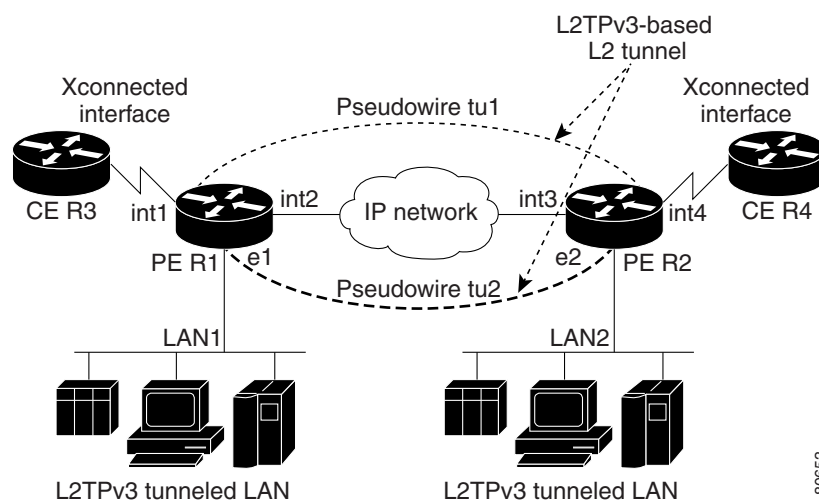 L2TPv3-based
L2 tunnel
Xconnected
interface
Xconnected
interface
Pseudowire tu1
CE R3
int1
int2
IP network
int3
int4
CE R4
PE R1
e1
e2
PE R2
Pseudowire tu2
LAN1
LAN2
L2TPv3 tunneled LAN
L2TPv3 tunneled LAN